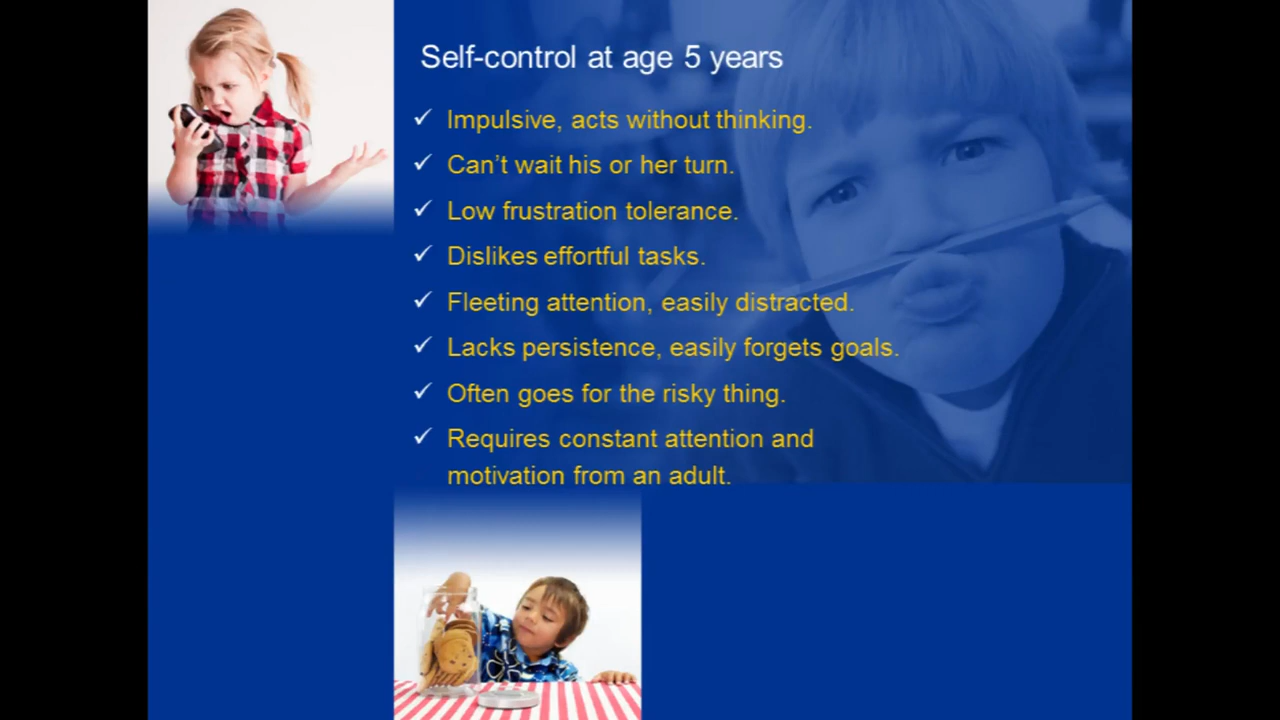 Self-control at age 5 years
✓ Impulsive, acts without thinking.
✓ Can’t wait his or her turn.
✓ Low frustration tolerance.
✓ Dislikes effortful tasks.
✓ Fleeting attention, easily distracted.
✓ Lacks persistence, easily forgets goals.
✓ Often goes for the risky thing.
✓ Requires constant attention and
motivation from an adult.